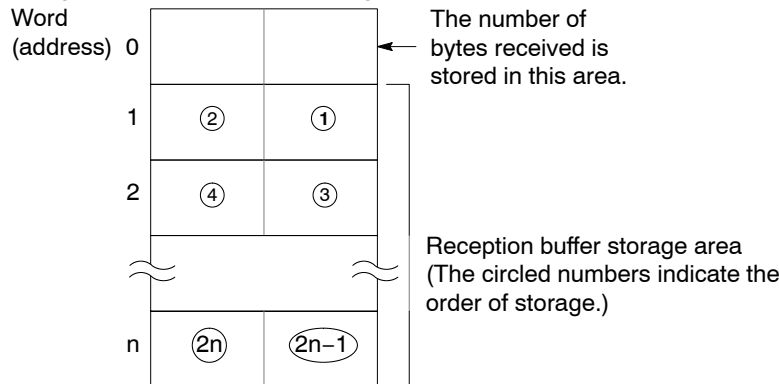 Word
(address)
0
The number of
bytes received is
stored in this area.
1
② ①
2
④ ③
Reception buffer storage area
(The circled numbers indicate the
order of storage.)
n
2n 2n−1